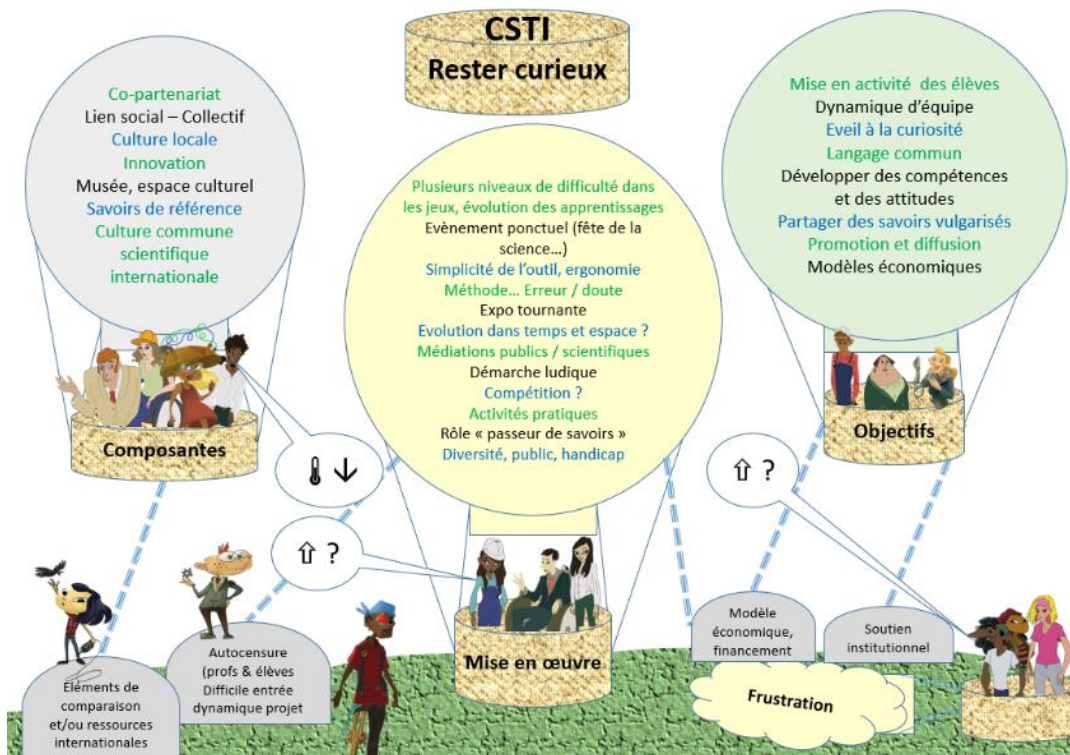 CSTI
Rester curieux
Co-partenariat
Lien social – Collectif
Culture locale
Innovation
Musée, espace culturel
Savoirs de référence
Culture commune
scientifique
internationale
Composantes
Plusieurs niveaux de difficulté dans
les jeux, évolution des apprentissages
Evènement ponctuel (fête de la
science…)
Simplicité de l'outil, ergonomie
Méthode… Erreur / doute
Expo tournante
Evolution dans temps et espace ?
Médiations publics / scientifiques
Démarche ludique
Compétition ?
Activités pratiques
Rôle « passeur de savoirs »
Diversité, public, handicap
Mise en œuvre
Mise en activité des élèves
Dynamique d'équipe
Eveil à la curiosité
Langage commun
Développer des compétences
et des attitudes
Partager des savoirs vulgarisés
Promotion et diffusion
Modèles économiques
Objectifs
⇧ ?
⇧ ?
Eléments de
comparaison
et/ou ressources
internationales
Autocensure
(profs & élèves
Difficile entrée
dynamique projet
Modèle
économique,
financement
Soutien
institutionnel
Frustration